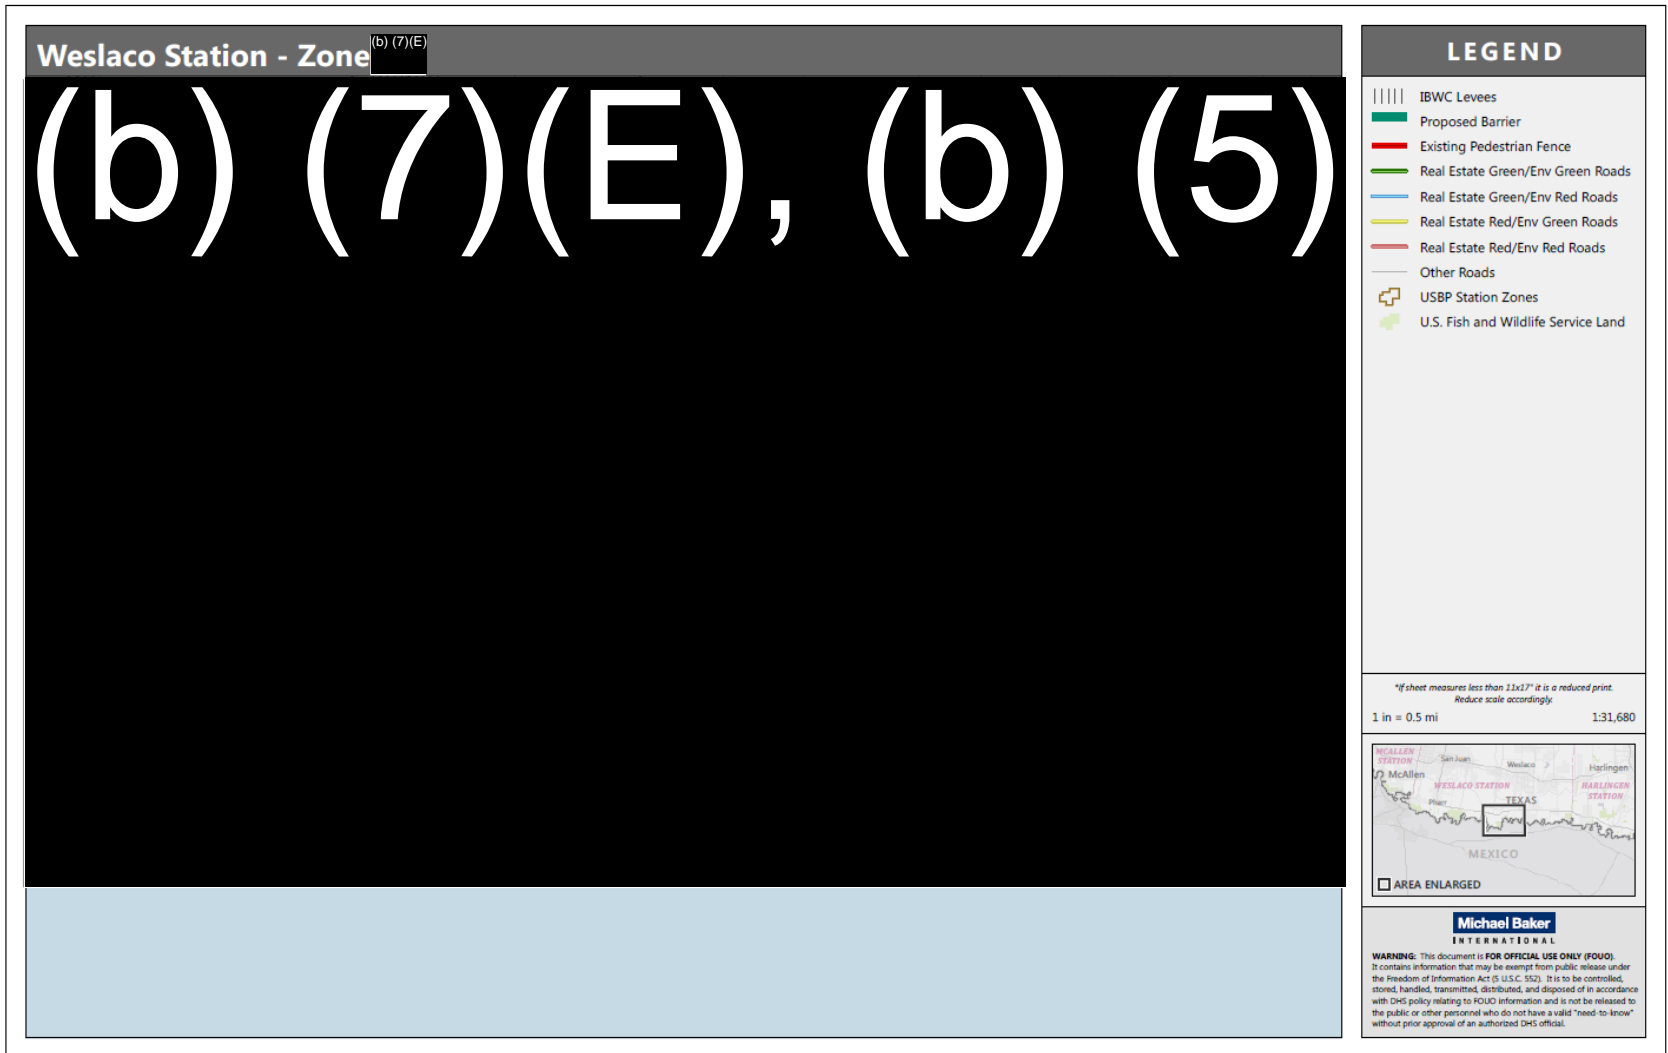 Weslaco Station - Zone
(b) (7)(E)
(b) (7)(E), (b) (5)
LEGEND
IBWC Levees
Proposed Barrier
Existing Pedestrian Fence
Real Estate Green/Env Green Roads
Real Estate Green/Env Red Roads
Real Estate Red/Env Green Roads
Real Estate Red/Env Red Roads
Other Roads
USBP Station Zones
U.S. Fish and Wildlife Service Land
*If sheet measures less than 11x17" it is a reduced print.
Reduce scale accordingly.
1 in = 0.5 mi 1:31,680
MCALLEN
STATION
San Juan
Weslaco
Harlingen
McAllen
WESLACO STATION
HARLINGEN
STATION
Pharr
TEXAS
MEXICO
AREA ENLARGED
Michael Baker
INTERNATIONAL
WARNING: This document is FOR OFFICIAL USE ONLY (FOUO).
It contains information that may be exempt from public release under
the Freedom of Information Act (5 U.S.C. 552). It is to be controlled,
stored, handled, transmitted, distributed, and disposed of in accordance
with DHS policy relating to FOUO information and is not be released to
the public or other personnel who do not have a valid "need-to-know"
without prior approval of an authorized DHS official.